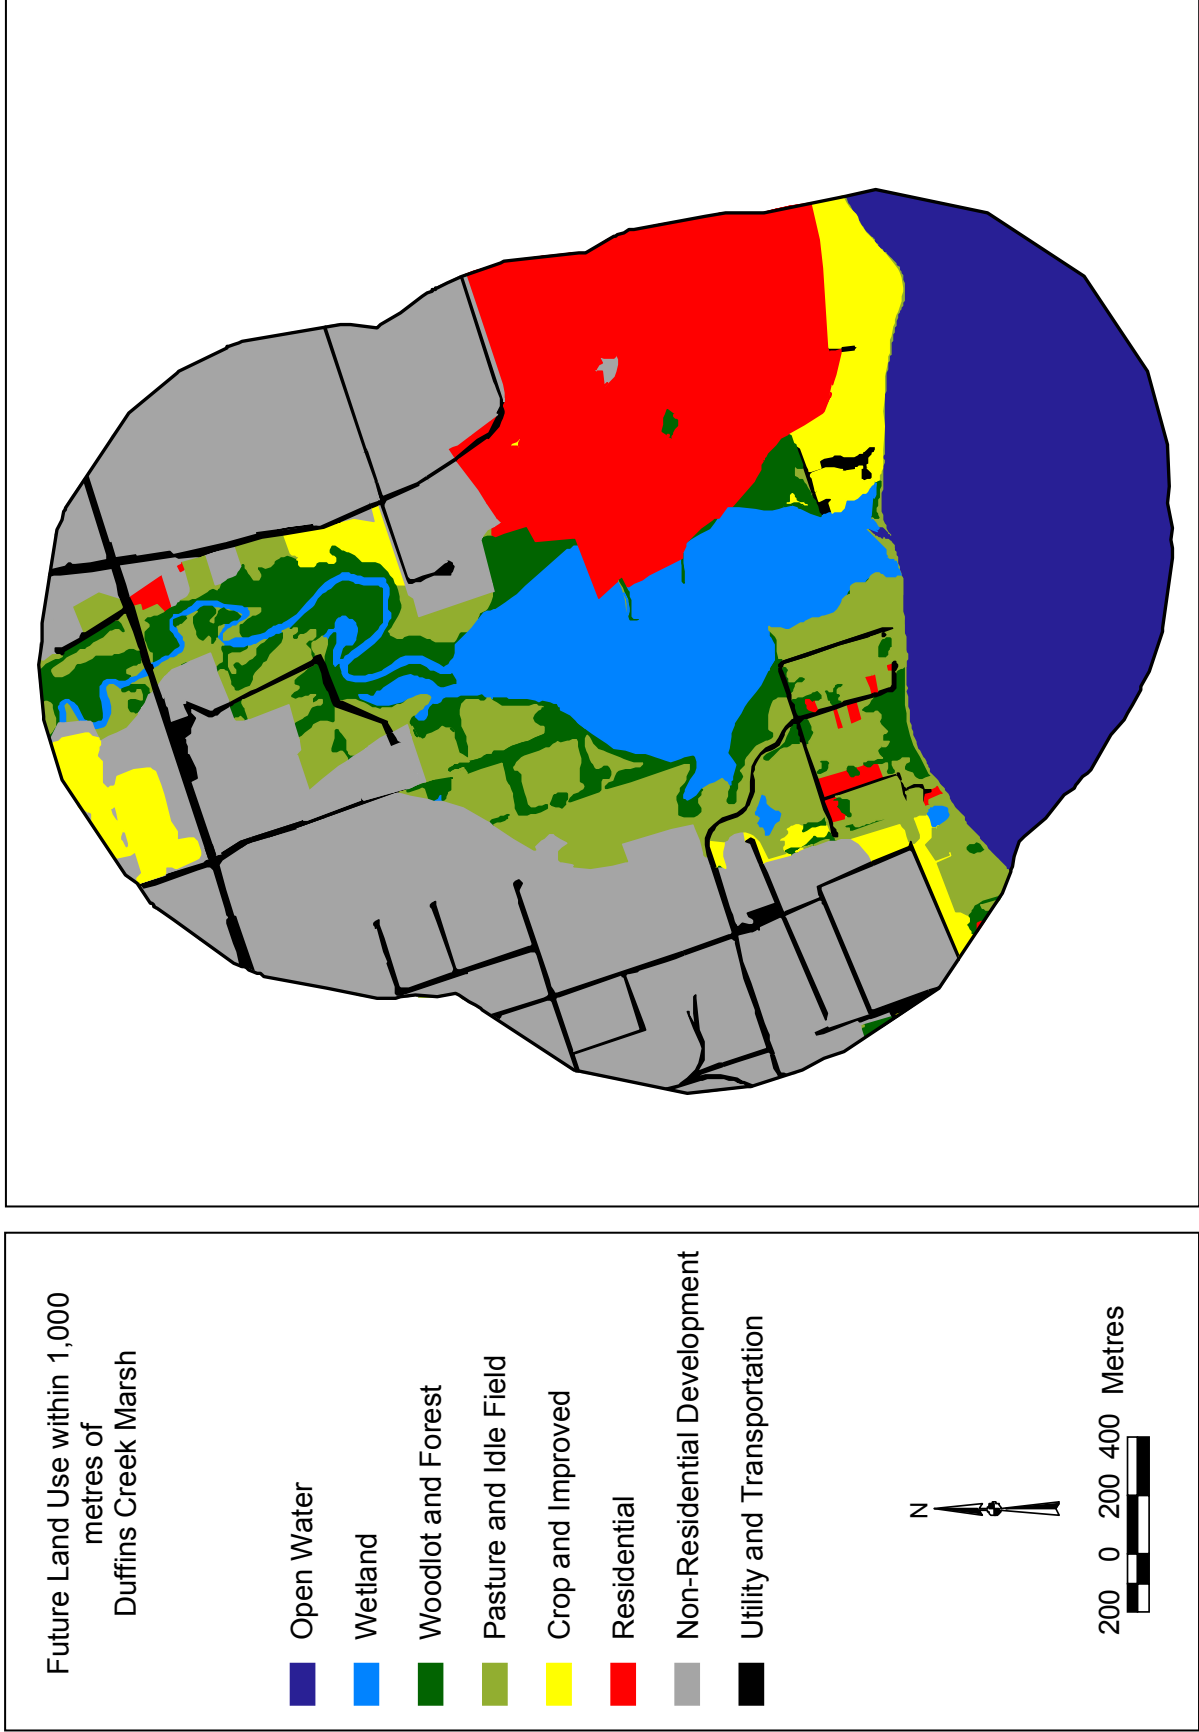 Future Land Use within 1,000
metres of
Duffins Creek Marsh
Open Water
Wetland
Woodlot and Forest
Pasture and Idle Field
Crop and Improved
Residential
Non-Residential Development
Utility and Transportation
N
200 0 200 400 Metres